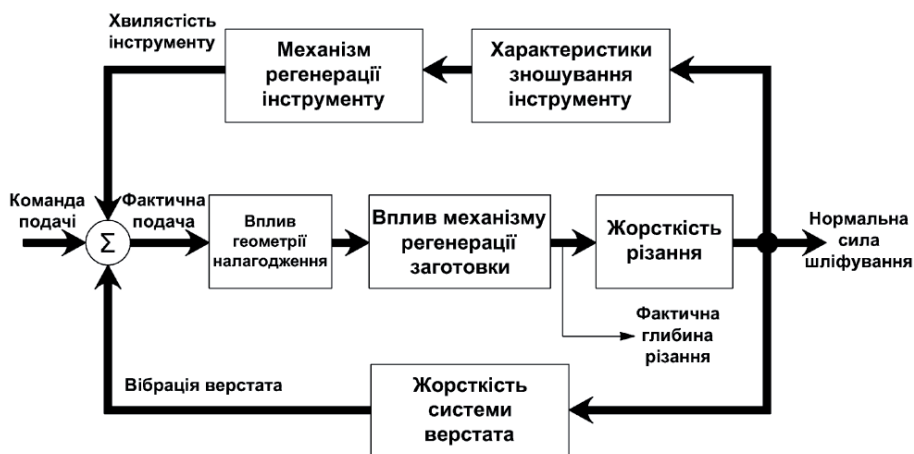 Хвилястість
інструменту
Механізм
регенерації
інструменту
Характеристики
зношування
інструменту
Команда
подачі
Σ
Фактична
подача
Вплив
геометрії
налагодження
Вплив механізму
регенерації
заготовки
Жорсткість
різання
Нормальна
сила
шліфування
Фактична
глибина
різання
Вібрація верстата
Жорсткість
системи
верстата